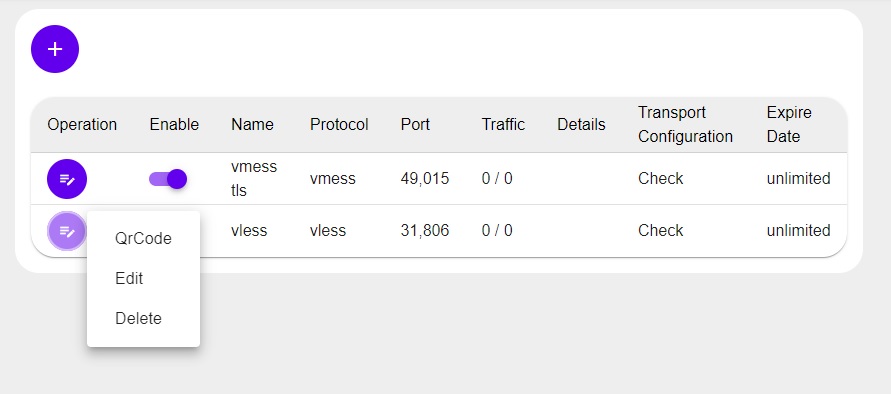 Operation Enable Name Protocol Port Traffic Details Transport Configuration Expire Date
vmess tls vmess 49,015 0 / 0 Check unlimited
vless vless 31,806 0 / 0 Check unlimited
QrCode
Edit
Delete